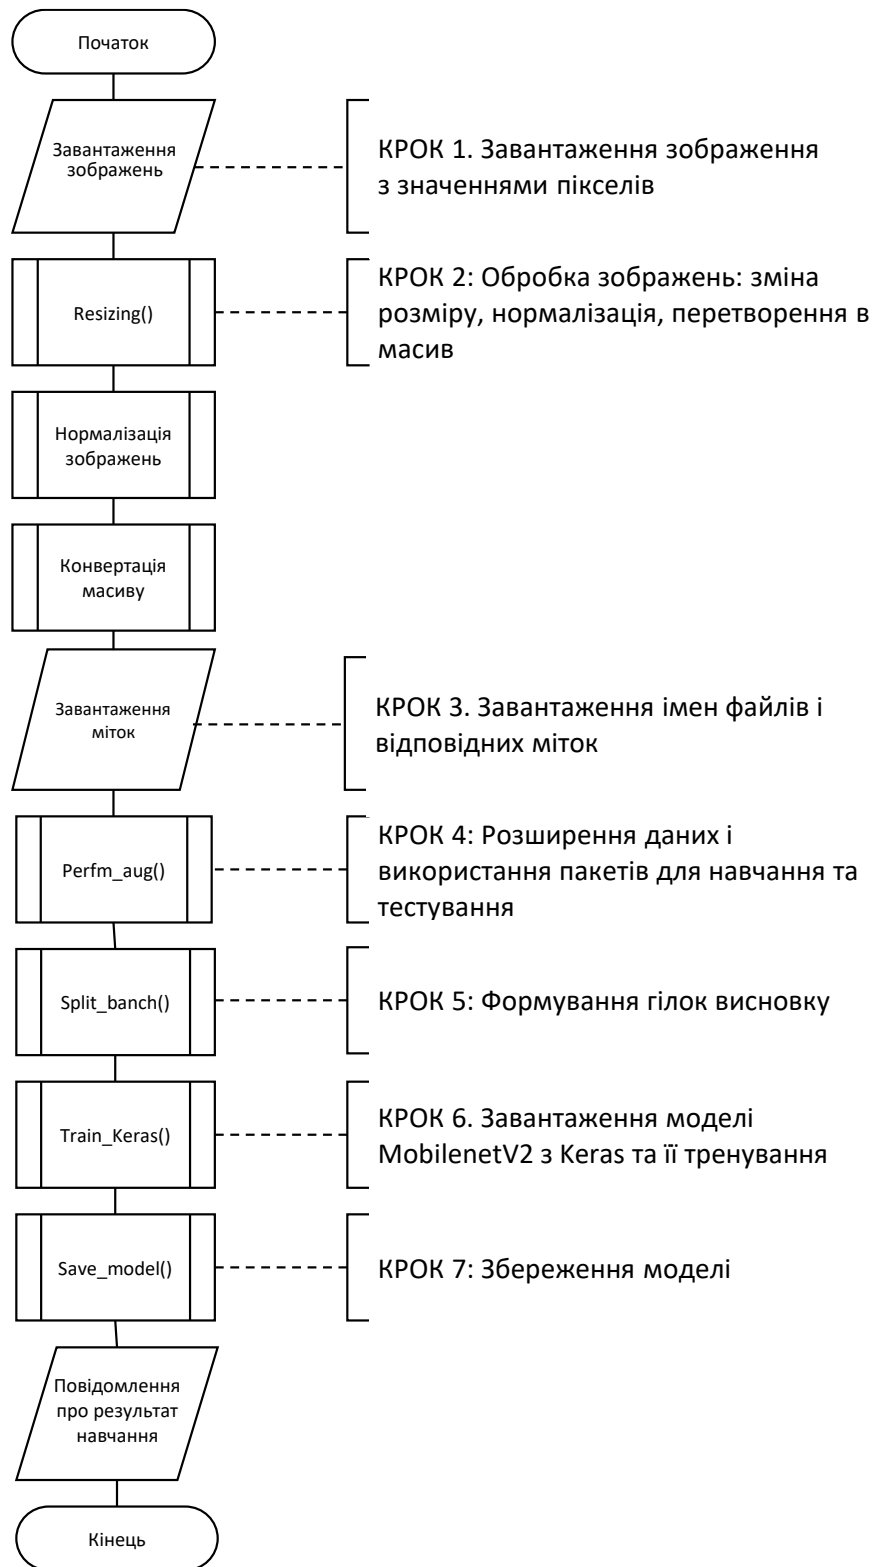 Початок
Завантаження
зображень
КРОК 1. Завантаження зображення
з значеннями пікселів
Resizing()
КРОК 2: Обробка зображень: зміна
розміру, нормалізація, перетворення в
масив
Нормалізація
зображень
Конвертація
масиву
Завантаження
міток
КРОК 3. Завантаження імен файлів і
відповідних міток
Perfm_aug()
КРОК 4: Розширення даних і
використання пакетів для навчання та
тестування
Split_banch()
КРОК 5: Формування гілок висновку
Train_Keras()
КРОК 6. Завантаження моделі
MobilenetV2 з Keras та її тренування
Save_model()
КРОК 7: Збереження моделі
Повідомлення
про результат
навчання
Кінець